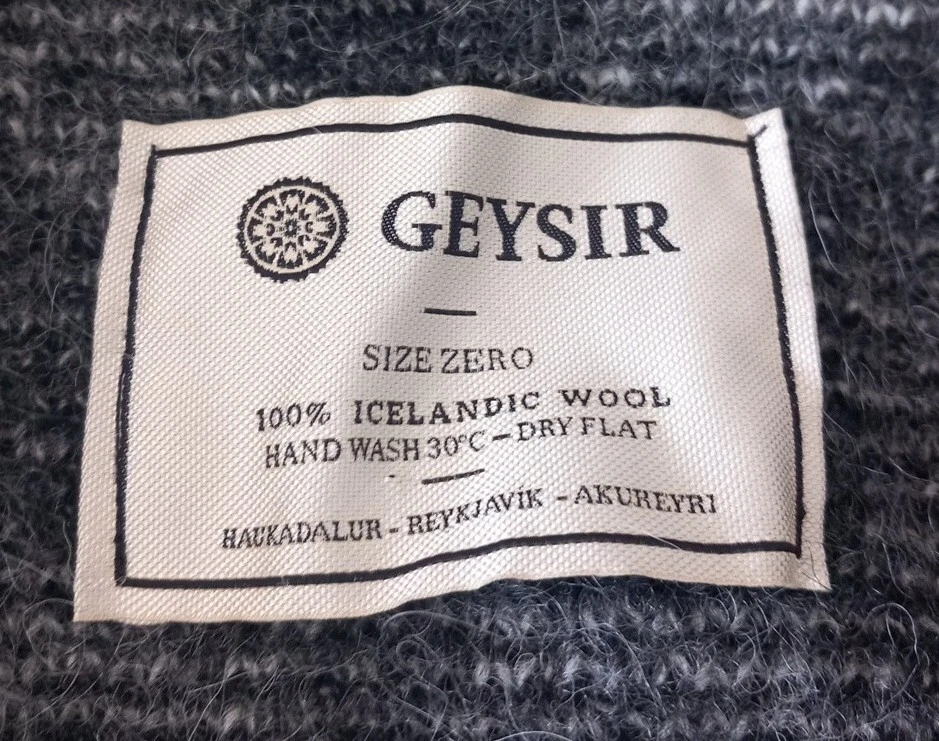 GEYSIR
SIZE ZERO
100% ICELANDIC WOOL
HAND WASH 30°C – DRY FLAT
HAUKADALUR - REYKJAVÍK - AKUREYRI